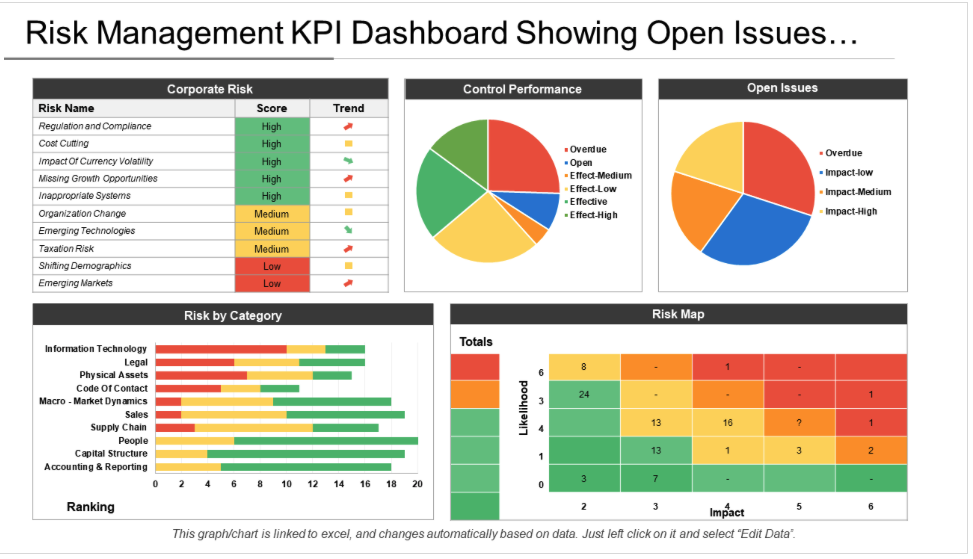 Risk Management KPI Dashboard Showing Open Issues…
Corporate Risk
Risk Name Score Trend
Regulation and Compliance High
Cost Cutting High
Impact Of Currency Volatility High
Missing Growth Opportunities High
Inappropriate Systems High
Organization Change Medium
Emerging Technologies Medium
Taxation Risk Medium
Shifting Demographics Low
Emerging Markets Low
Control Performance
Overdue
Open
Effect-Medium
Effect-Low
Effective
Effect-High
Open Issues
Overdue
Impact-low
Impact-Medium
Impact-High
Risk by Category
Information Technology
Legal
Physical Assets
Code Of Contact
Macro - Market Dynamics
Sales
Supply Chain
People
Capital Structure
Accounting & Reporting
0 2 4 6 8 10 12 14 16 18 20
Ranking
Risk Map
Totals
Likelihood
6 8 - 1 -
3 24 - - - 1
4 13 16 ? 1
1 13 1 3 2
0 3 7 - - -
2 3 4 5 6
Impact
This graph/chart is linked to excel, and changes automatically based on data. Just left click on it and select “Edit Data”.